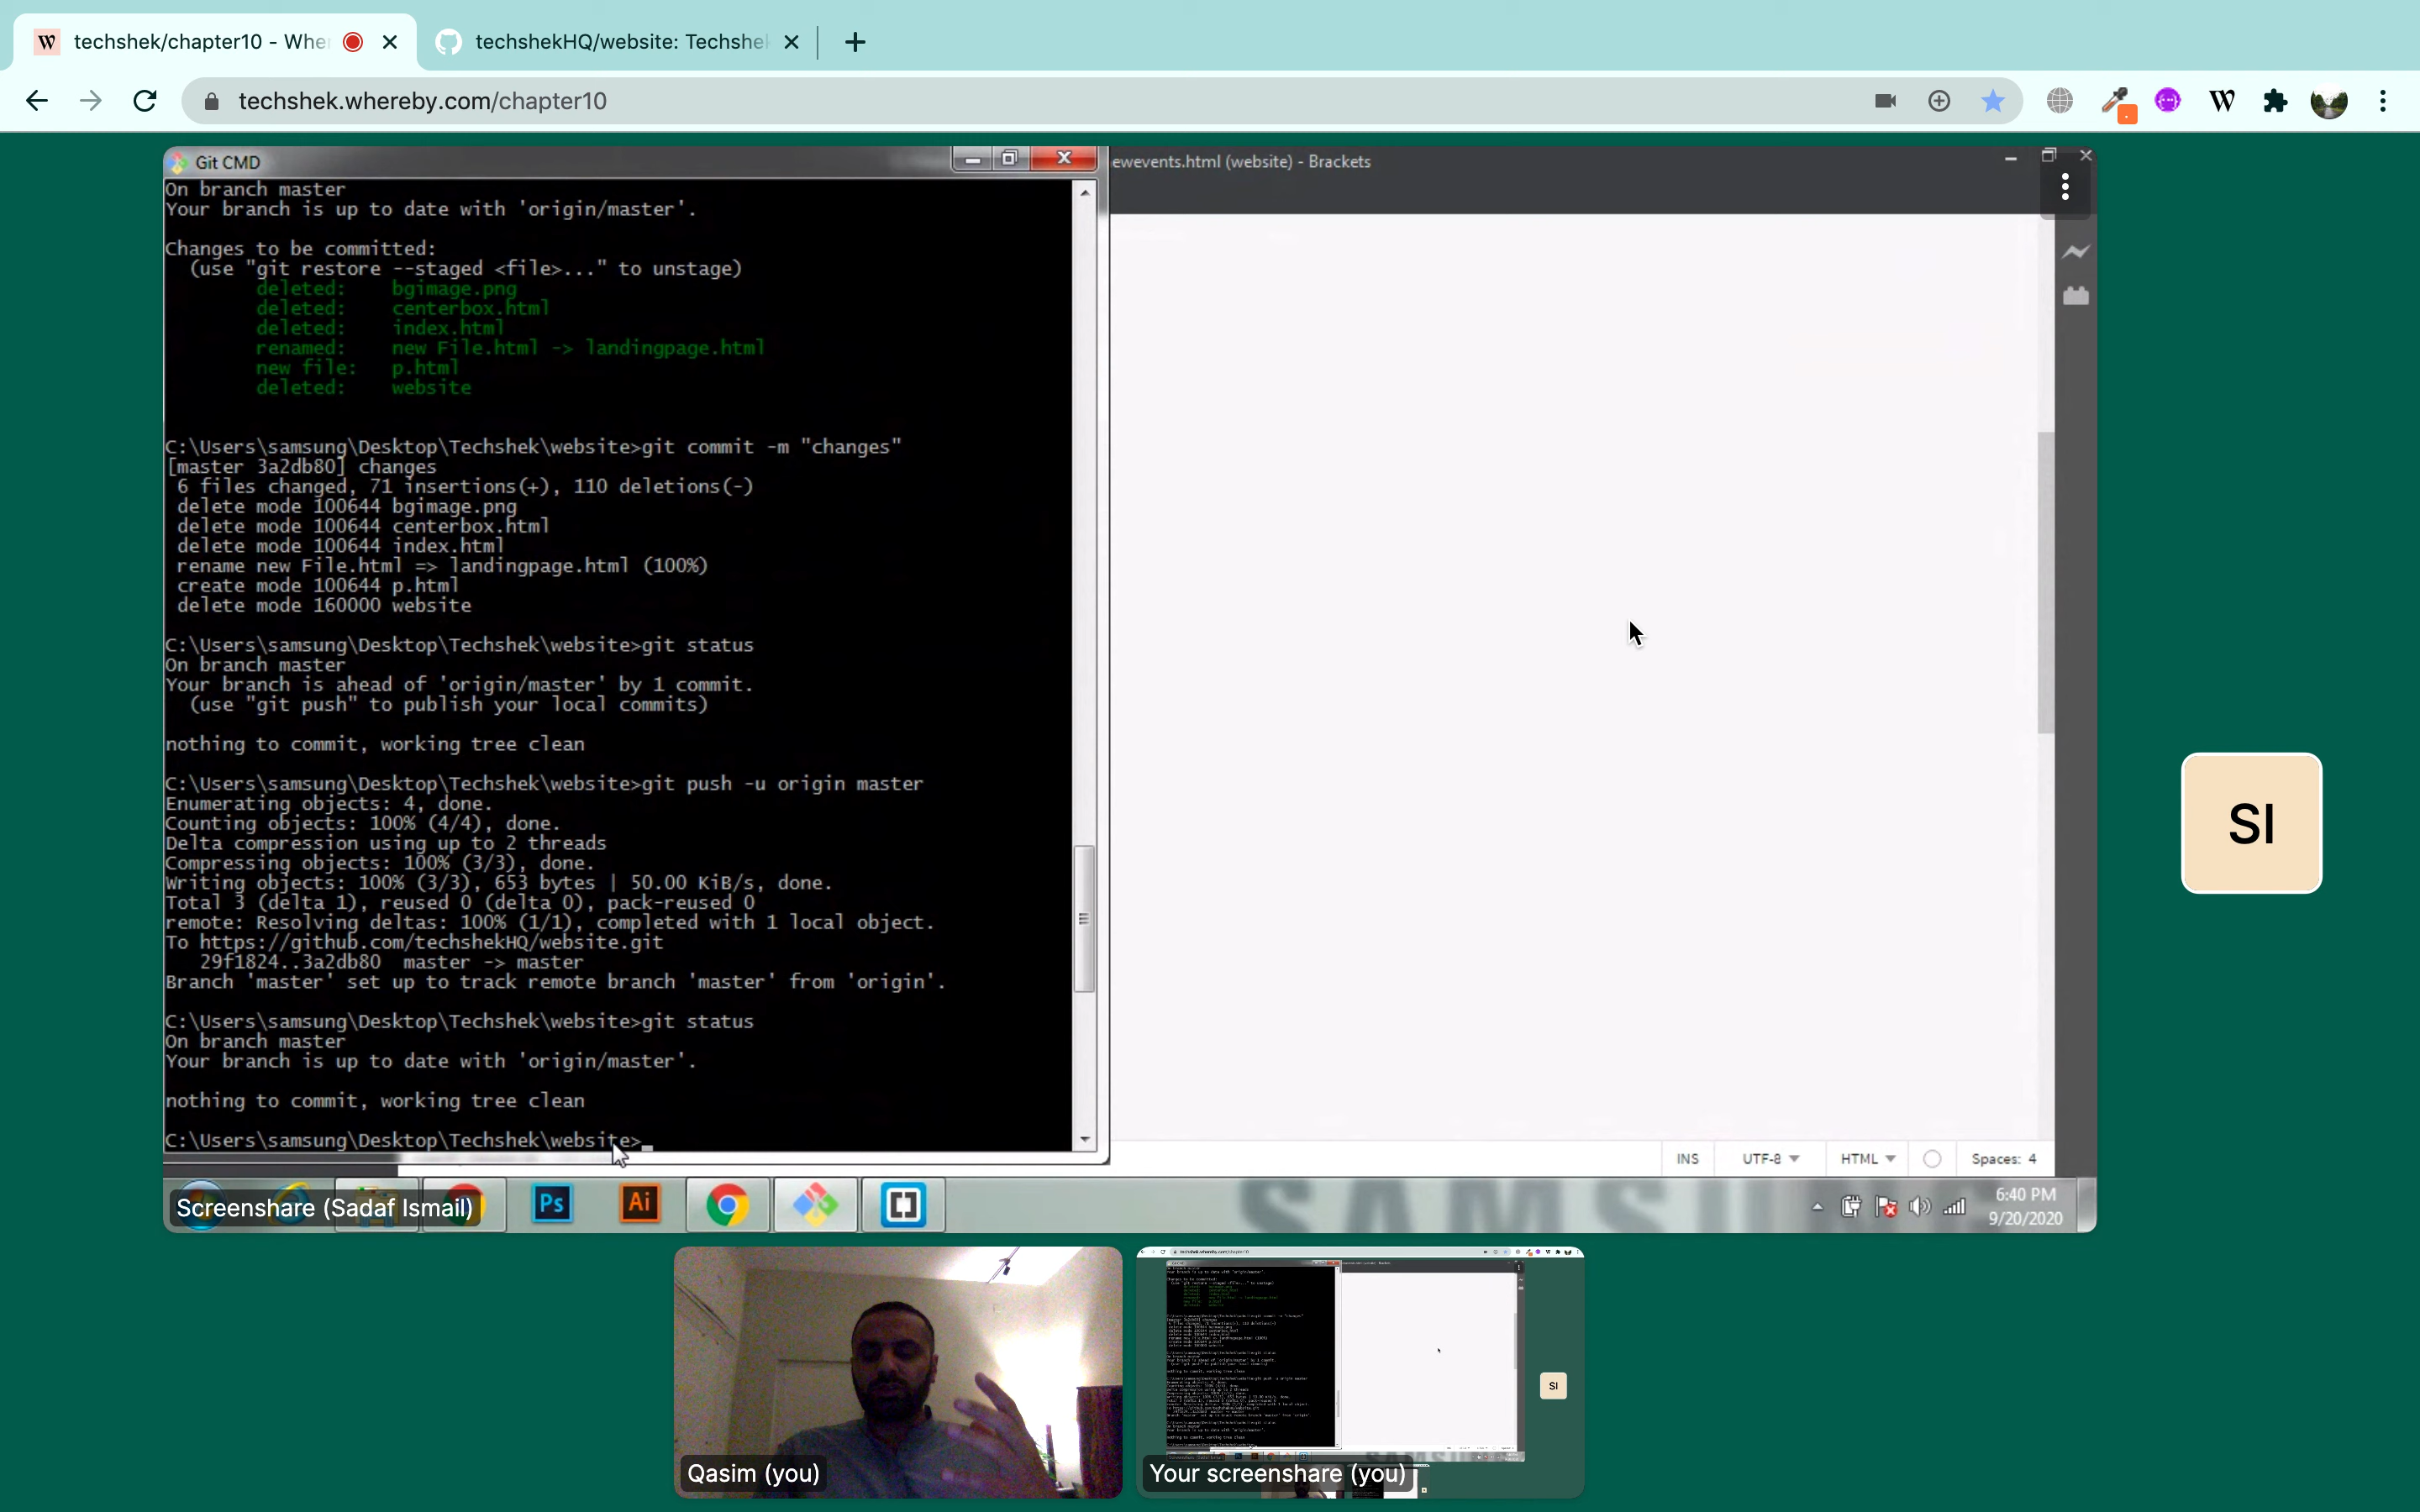 techshek/chapter10 - Whe
techshekHQ/website: Techshe
techshek.whereby.com/chapter10
Git CMD
ewevents.html (website) - Brackets
On branch master
Your branch is up to date with 'origin/master'.
Changes to be committed:
(use "git restore --staged <file>..." to unstage)
deleted: bgimage.png
deleted: centerbox.html
deleted: index.html
renamed: new File.html -> landingpage.html
new file: p.html
deleted: website
C:\Users\samsung\Desktop\Techshek\website>git commit -m "changes"
[master 3a2db80] changes
6 files changed, 71 insertions(+), 110 deletions(-)
delete mode 100644 bgimage.png
delete mode 100644 centerbox.html
delete mode 100644 index.html
rename new File.html => landingpage.html (100%)
create mode 100644 p.html
delete mode 160000 website
C:\Users\samsung\Desktop\Techshek\website>git status
On branch master
Your branch is ahead of 'origin/master' by 1 commit.
(use "git push" to publish your local commits)
nothing to commit, working tree clean
C:\Users\samsung\Desktop\Techshek\website>git push -u origin master
Enumerating objects: 4, done.
Counting objects: 100% (4/4), done.
Delta compression using up to 2 threads
Compressing objects: 100% (3/3), done.
Writing objects: 100% (3/3), 653 bytes | 50.00 KiB/s, done.
Total 3 (delta 1), reused 0 (delta 0), pack-reused 0
remote: Resolving deltas: 100% (1/1), completed with 1 local object.
To https://github.com/techshekHQ/website.git
29f1824..3a2db80 master -> master
Branch 'master' set up to track remote branch 'master' from 'origin'.
C:\Users\samsung\Desktop\Techshek\website>git status
On branch master
Your branch is up to date with 'origin/master'.
nothing to commit, working tree clean
C:\Users\samsung\Desktop\Techshek\website>
SI
INS UTF-8 HTML Spaces: 4
Screenshare (Sadaf Ismail)
Ps
Ai
SAMSUNG
6:40 PM
9/20/2020
Qasim (you)
Your screenshare (you)
SI